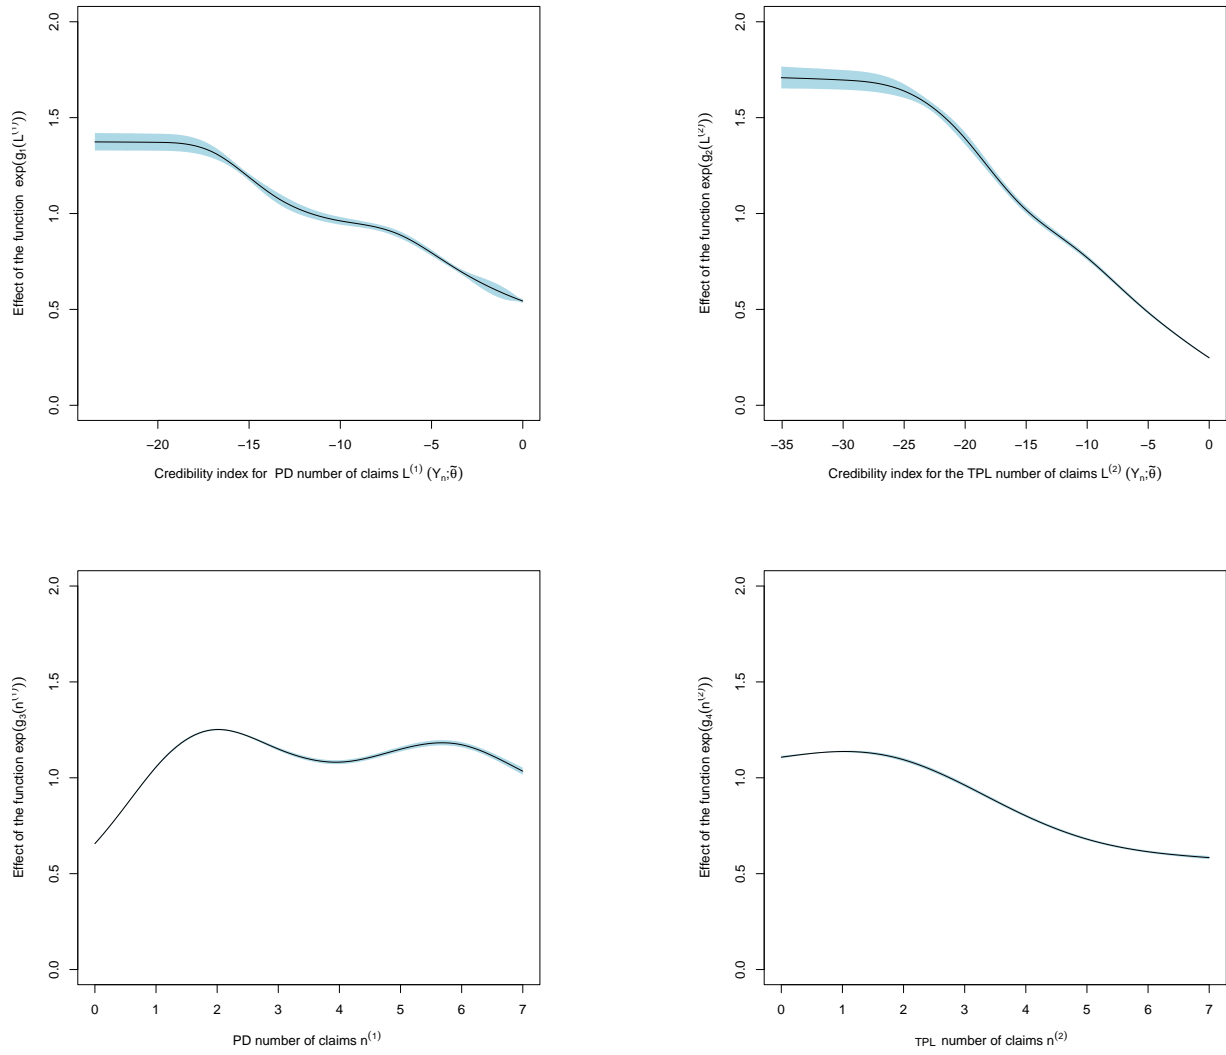 2.0
1.5
1.0
0.5
0.0
Effect of the function exp(g₁(L⁽¹⁾))
−20 −15 −10 −5 0
Credibility index for PD number of claims L⁽¹⁾ (Yₙ;θ̃)
2.0
1.5
1.0
0.5
0.0
Effect of the function exp(g₂(L⁽²⁾))
−35 −30 −25 −20 −15 −10 −5 0
Credibility index for the TPL number of claims L⁽²⁾ (Yₙ;θ̃)
2.0
1.5
1.0
0.5
0.0
Effect of the function exp(g₃(n⁽¹⁾))
0 1 2 3 4 5 6 7
PD number of claims n⁽¹⁾
2.0
1.5
1.0
0.5
0.0
Effect of the function exp(g₄(n⁽²⁾))
0 1 2 3 4 5 6 7
TPL number of claims n⁽²⁾